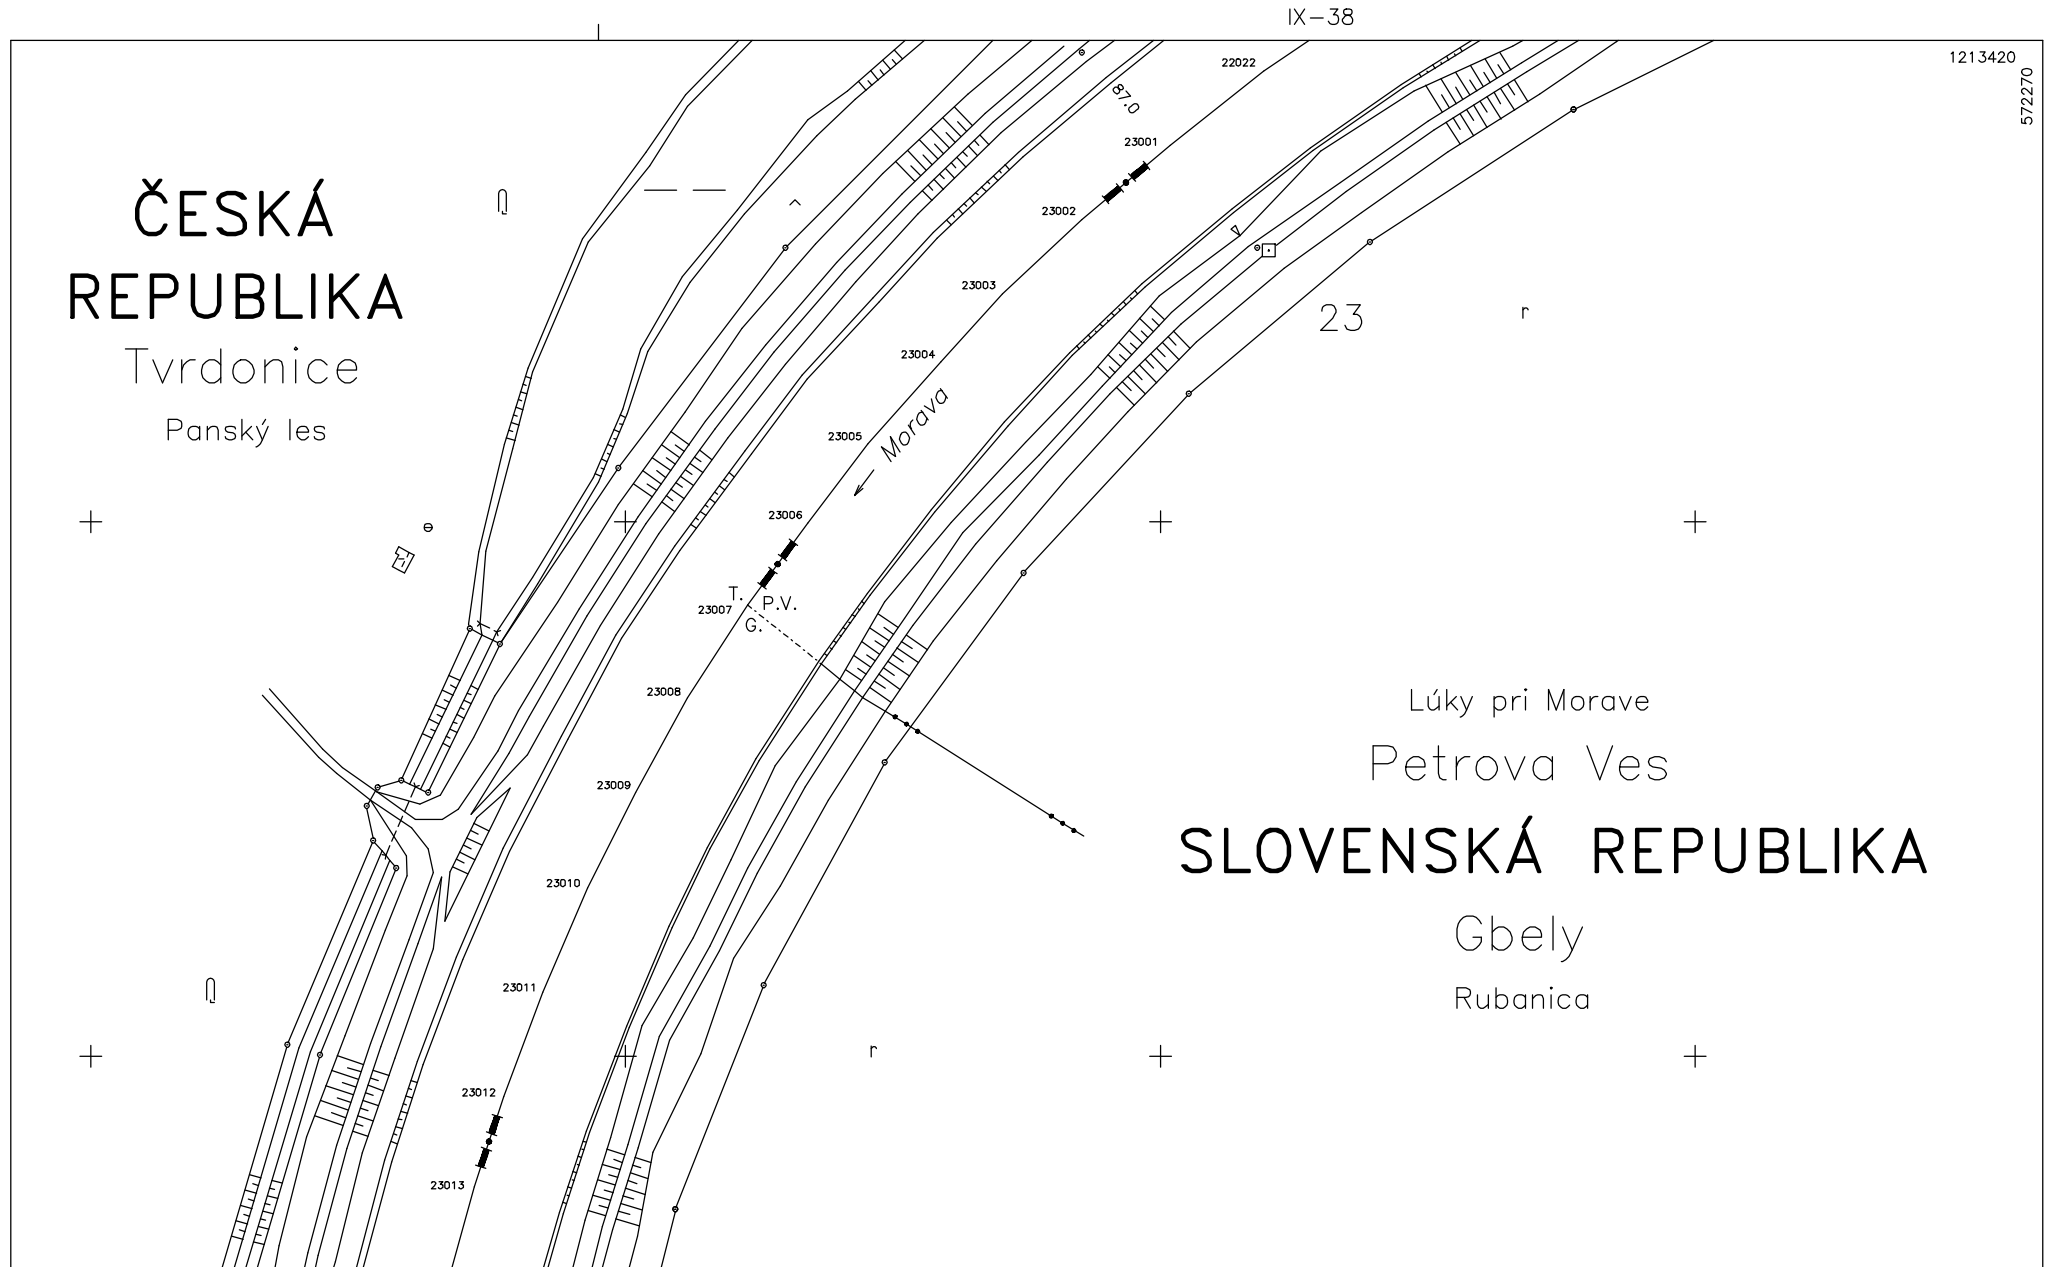 IX-38
1213420
572270
22022
87.0
23001
23002
ČESKÁ
REPUBLIKA
Tvrdonice
Panský les
23003
23
r
23004
Morava
23005
23006
T.
P.V.
23007
G.
23008
Lúky pri Morave
Petrova Ves
23009
SLOVENSKÁ REPUBLIKA
23010
Gbely
23011
Rubanica
r
23012
23013